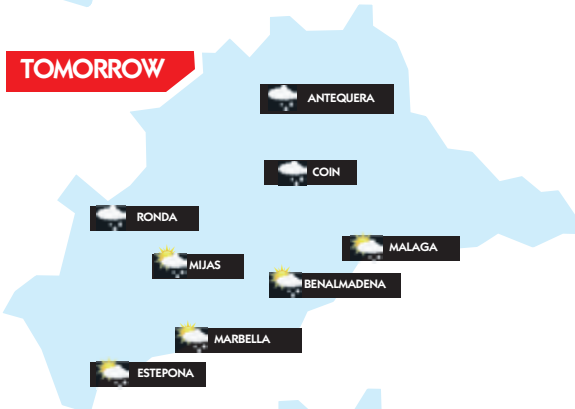 TOMORROW
ANTEQUERA
COIN
RONDA
MALAGA
MIJAS
BENALMADENA
MARBELLA
ESTEPONA